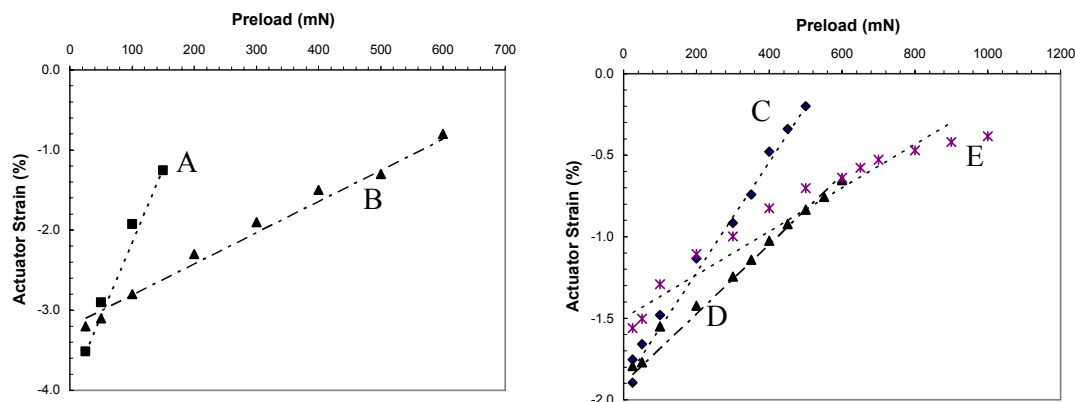 Preload (mN)
0 100 200 300 400 500 600 700
0.0
-1.0
-2.0
-3.0
-4.0
Actuator Strain (%)
A
B
Preload (mN)
0 200 400 600 800 1000 1200
0.0
-0.5
-1.0
-1.5
-2.0
Actuator Strain (%)
C
E
D